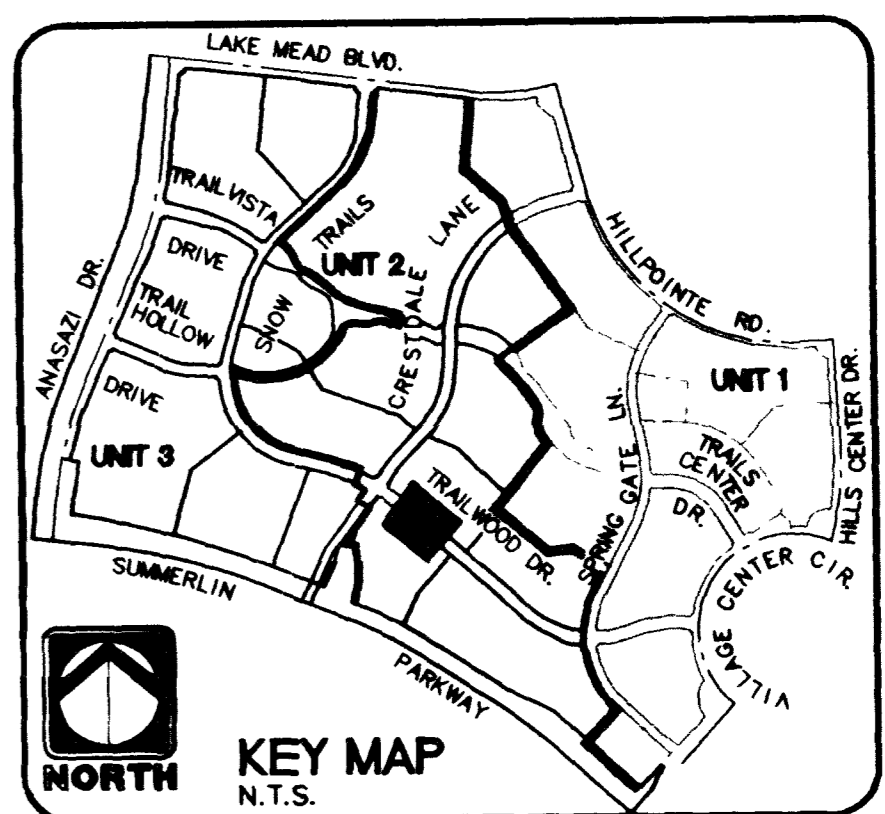 LAKE MEAD BLVD.
TRAIL VISTA
DRIVE
TRAILS
LANE
HILLPOINTE RD.
UNIT 2
ANASAZI DR.
TRAIL
HOLLOW
SNOW
CRESTDALE
DRIVE
UNIT 1
UNIT 3
SPRING GATE LN.
TRAILS
CENTER
DR.
HILLS CENTER DR.
TRAILWOOD DR.
VILLAGE CENTER CIR.
SUMMERLIN
PARKWAY
NORTH
KEY MAP
N.T.S.